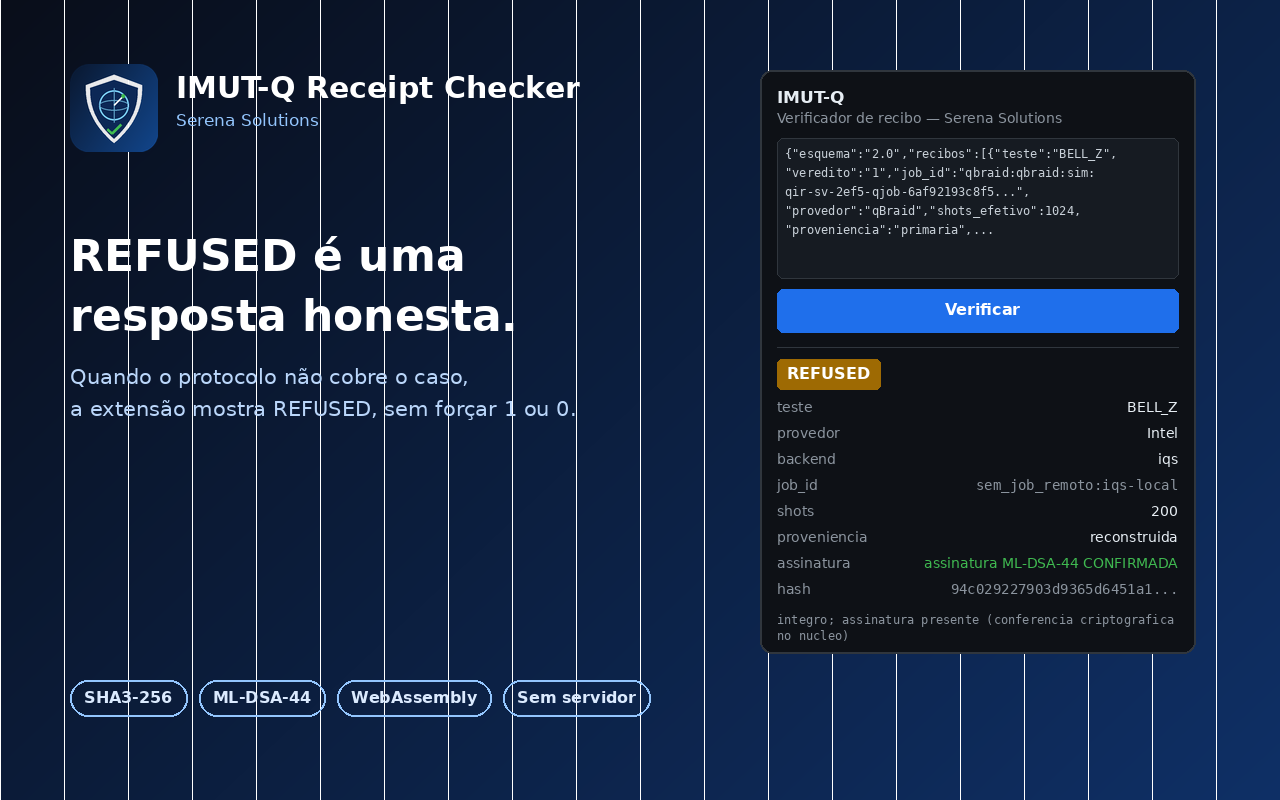 IMUT-Q Receipt Checker
Serena Solutions
REFUSED é uma
resposta honesta.
Quando o protocolo não cobre o caso,
a extensão mostra REFUSED, sem forçar 1 ou 0.
SHA3-256
ML-DSA-44
WebAssembly
Sem servidor
IMUT-Q
Verificador de recibo — Serena Solutions
{"esquema":"2.0","recibos":[{"teste":"BELL_Z",
"veredito":"1","job_id":"qbraid:qbraid:sim:
qir-sv-2ef5-qjob-6af92193c8f5...",
"provedor":"qBraid","shots_efetivo":1024,
"proveniencia":"primaria",...
Verificar
REFUSED
teste BELL_Z
provedor Intel
backend iqs
job_id sem_job_remoto:iqs-local
shots 200
proveniencia reconstruida
assinatura assinatura ML-DSA-44 CONFIRMADA
hash 94c029227903d9365d6451a1...
integro; assinatura presente (conferencia criptografica
no nucleo)